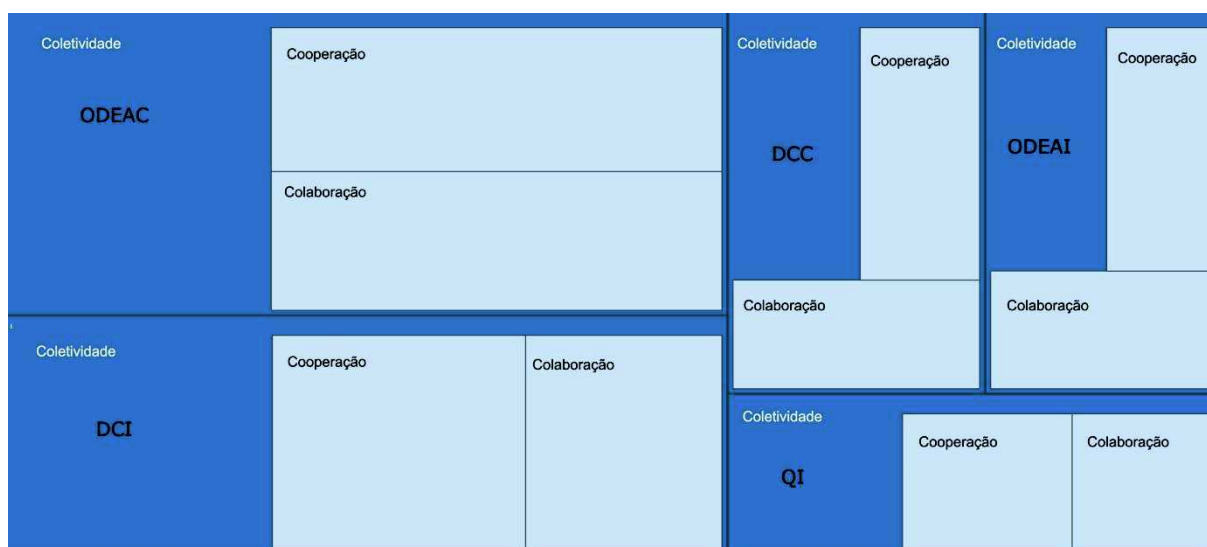 Coletividade
ODEAC
Cooperação
Colaboração
Coletividade
DCI
Cooperação
Colaboração
Coletividade
DCC
Cooperação
Colaboração
Coletividade
ODEAI
Cooperação
Colaboração
Coletividade
QI
Cooperação
Colaboração